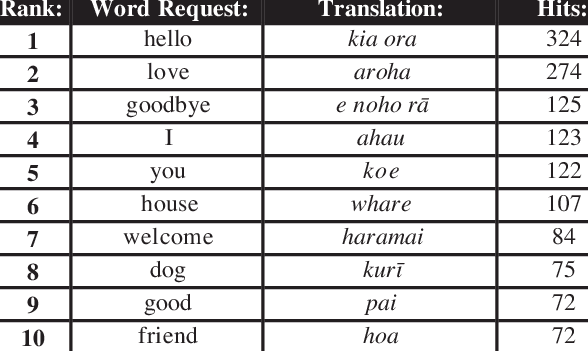 Rank: Word Request: Translation: Hits:
1 hello kia ora 324
2 love aroha 274
3 goodbye e noho rā 125
4 I ahau 123
5 you koe 122
6 house whare 107
7 welcome haramai 84
8 dog kurī 75
9 good pai 72
10 friend hoa 72